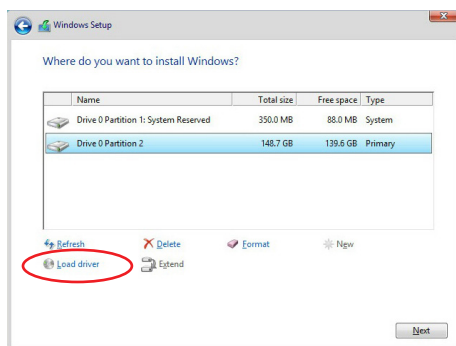 Windows Setup
Where do you want to install Windows?
Name Total size Free space Type
Drive 0 Partition 1: System Reserved 350.0 MB 88.0 MB System
Drive 0 Partition 2 148.7 GB 139.6 GB Primary
Refresh Delete Format New
Load driver Extend
Next